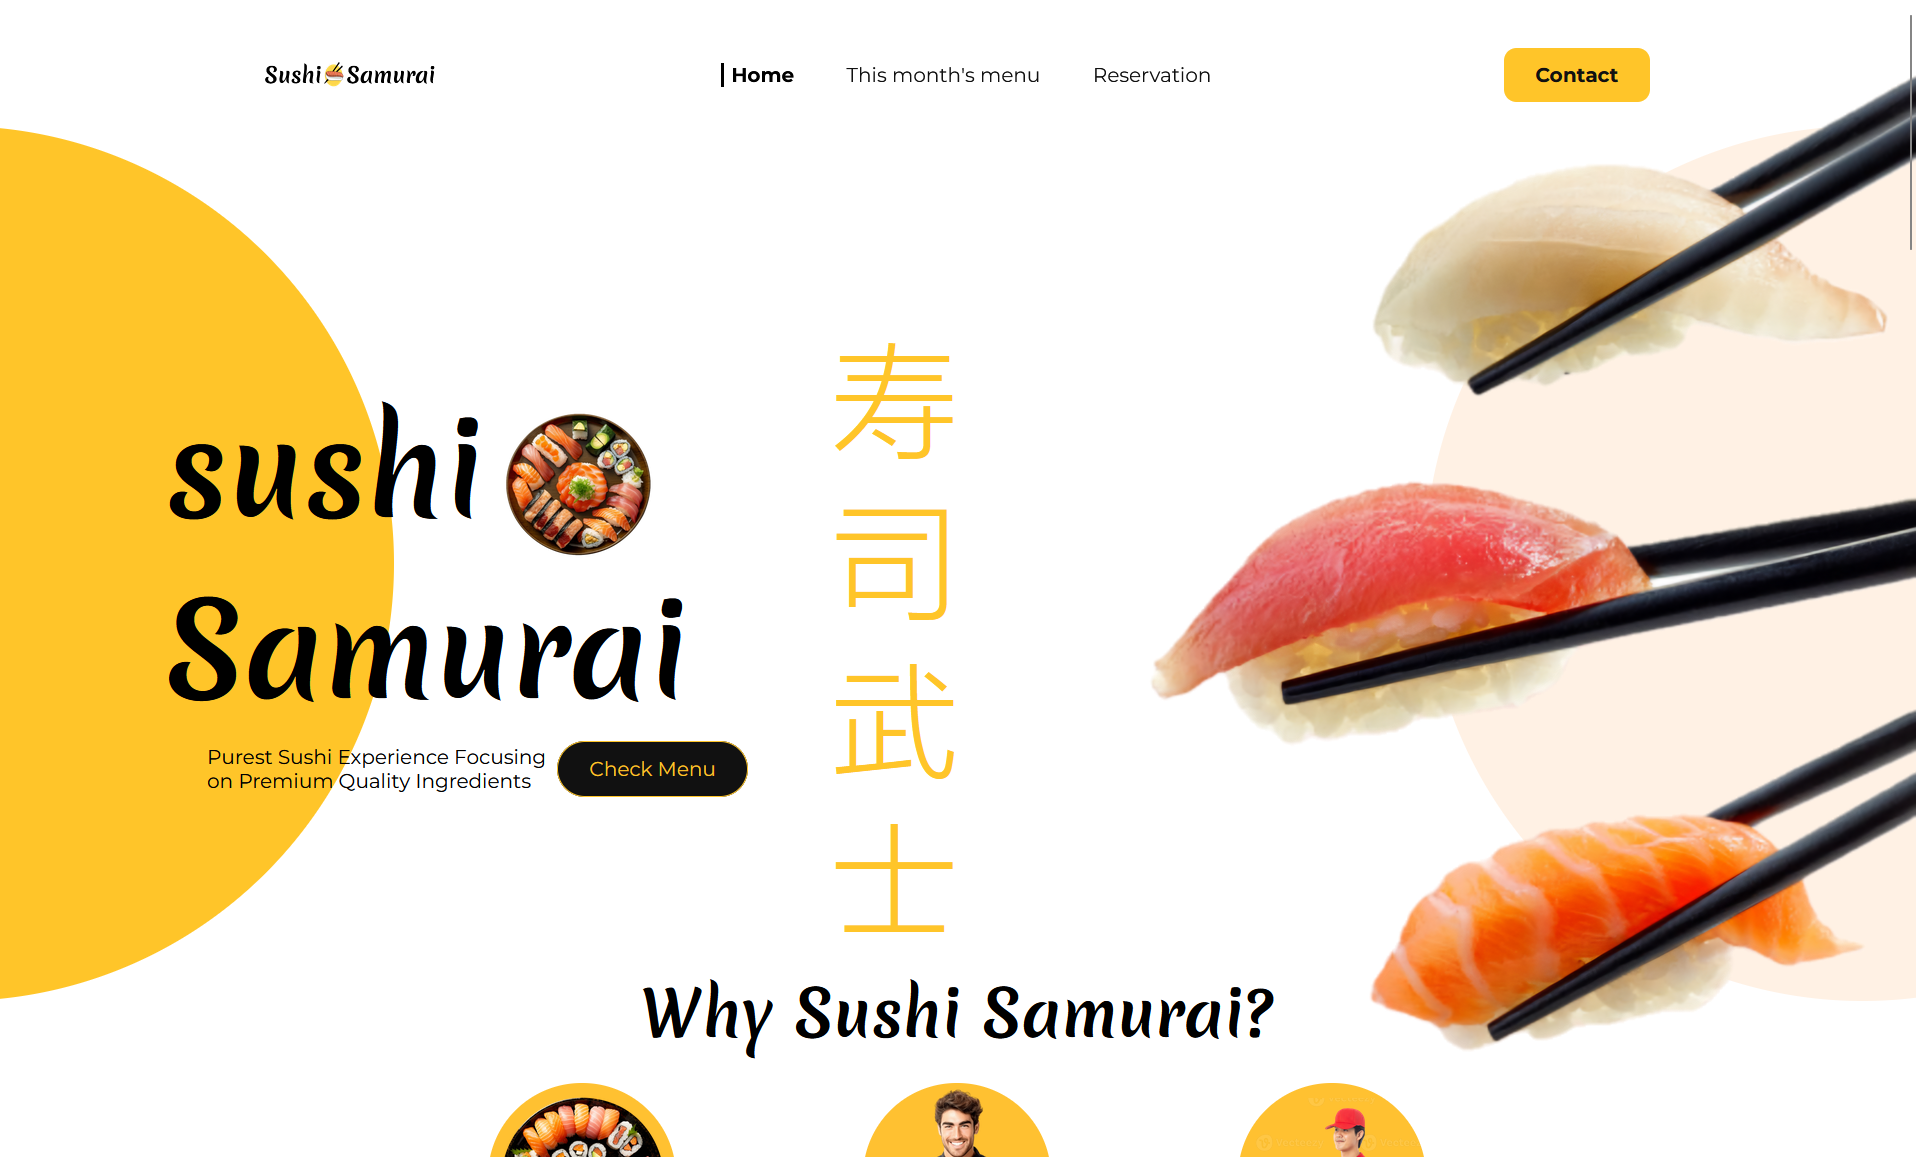 Sushi Samurai
Home
This month's menu
Reservation
Contact
sushi
Samurai
Purest Sushi Experience Focusing
on Premium Quality Ingredients
Check Menu
寿
司
武
士
Why Sushi Samurai?